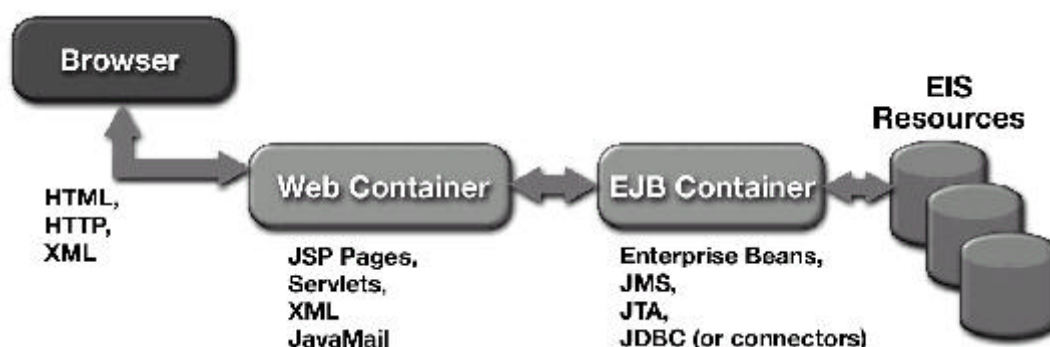 Browser
EIS
Resources
Web Container
EJB Container
HTML,
HTTP,
XML
JSP Pages,
Servlets,
XML
JavaMail
Enterprise Beans,
JMS,
JTA,
JDBC (or connectors)